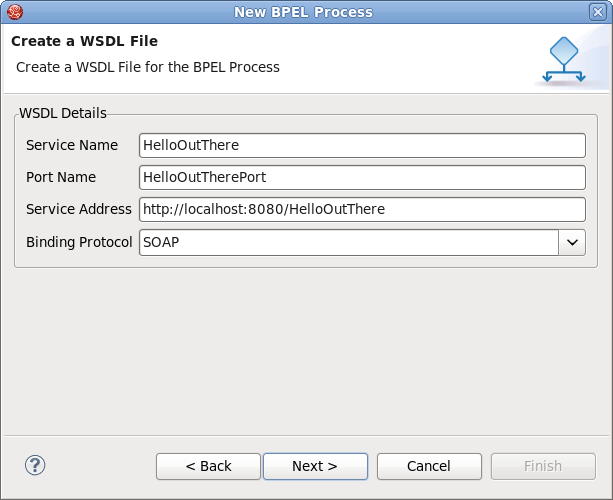 New BPEL Process
Create a WSDL File
Create a WSDL File for the BPEL Process
WSDL Details
Service Name HelloOutThere
Port Name HelloOutTherePort
Service Address http://localhost:8080/HelloOutThere
Binding Protocol SOAP
? < Back Next > Cancel Finish